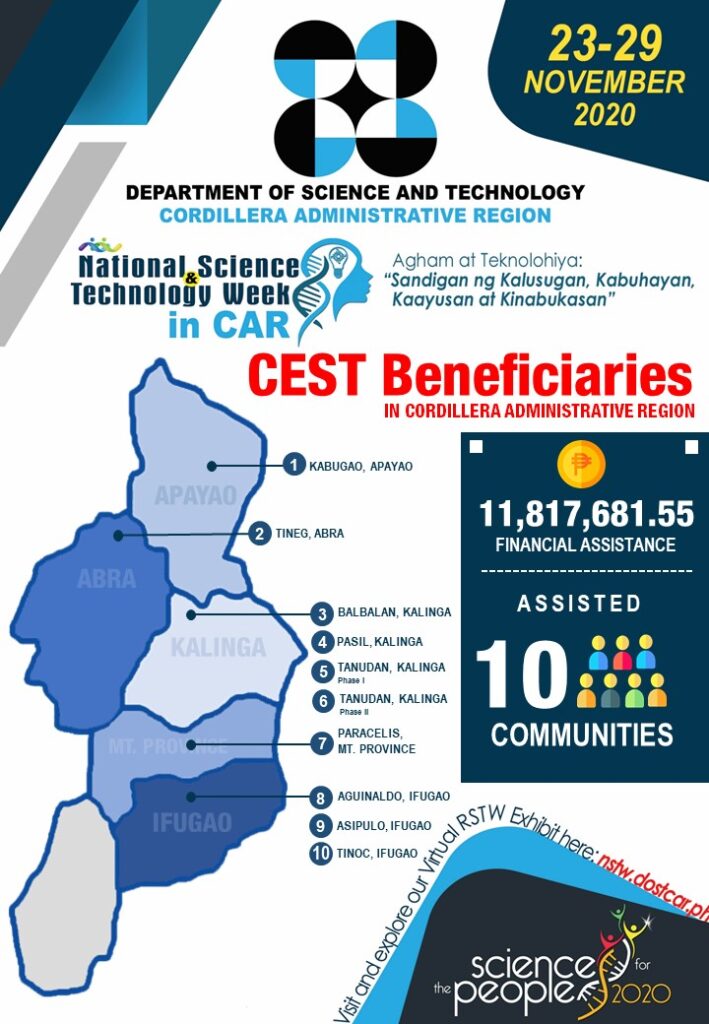 23-29
NOVEMBER
2020
DEPARTMENT OF SCIENCE AND TECHNOLOGY
CORDILLERA ADMINISTRATIVE REGION
National Science
&
Technology Week
in CAR
Agham at Teknolohiya:
“Sandigan ng Kalusugan, Kabuhayan,
Kaayusan at Kinabukasan”
CEST Beneficiaries
IN CORDILLERA ADMINISTRATIVE REGION
APAYAO
1 KABUGAO, APAYAO
2 TINEG, ABRA
ABRA
3 BALBALAN, KALINGA
KALINGA
4 PASIL, KALINGA
5 TANUDAN, KALINGA
Phase I
6 TANUDAN, KALINGA
Phase II
MT. PROVINCE
7 PARACELIS,
MT. PROVINCE
IFUGAO
8 AGUINALDO, IFUGAO
9 ASIPULO, IFUGAO
10 TINOC, IFUGAO
₱
11,817,681.55
FINANCIAL ASSISTANCE
ASSISTED
10
COMMUNITIES
Visit and explore our Virtual RSTW Exhibit here: nstw.dostcar.ph
science for
the people 2020